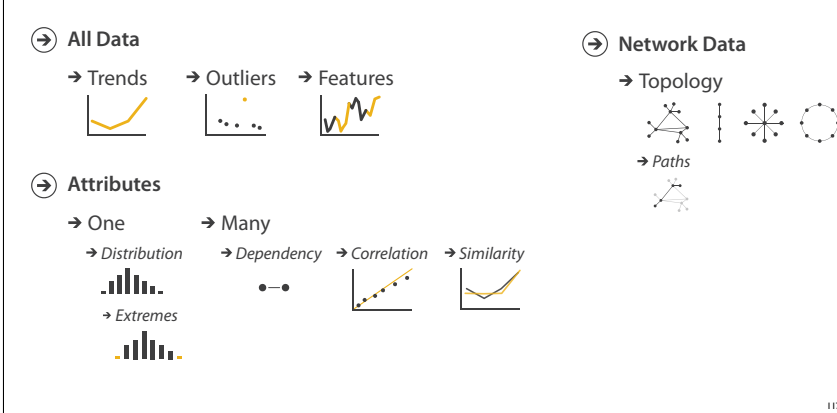 All Data
Trends
Outliers
Features
Attributes
One
Many
Distribution
Dependency
Correlation
Similarity
Extremes
Network Data
Topology
Paths